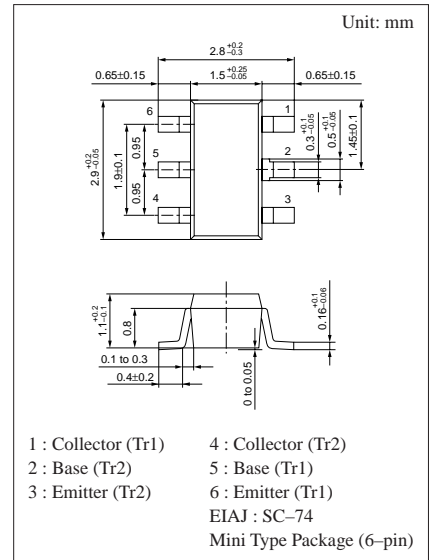 Unit: mm
2.8 +0.2 −0.3
0.65±0.15 1.5 +0.25 −0.05 0.65±0.15
6 1
5 2
4 3
2.9 +0.2 −0.05
1.9±0.1
0.95
0.95
0.3 +0.1 −0.05
0.5 +0.1 −0.05
1.45±0.1
1.1 +0.2 −0.1
0.8
0.16 +0.1 −0.06
0.1 to 0.3
0.4±0.2
0 to 0.05
1 : Collector (Tr1) 4 : Collector (Tr2)
2 : Base (Tr2) 5 : Base (Tr1)
3 : Emitter (Tr2) 6 : Emitter (Tr1)
EIAJ : SC–74
Mini Type Package (6–pin)